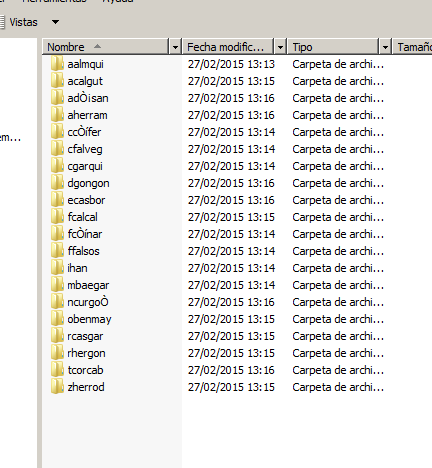 Herramientas Ayuda
Vistas
Nombre Fecha modific... Tipo Tamaño
aalmqui 27/02/2015 13:13 Carpeta de archi...
acalgut 27/02/2015 13:15 Carpeta de archi...
adÒisan 27/02/2015 13:16 Carpeta de archi...
aherram 27/02/2015 13:16 Carpeta de archi...
ccÒífer 27/02/2015 13:14 Carpeta de archi...
cfalveg 27/02/2015 13:14 Carpeta de archi...
cgarqui 27/02/2015 13:14 Carpeta de archi...
dgongon 27/02/2015 13:16 Carpeta de archi...
ecasbor 27/02/2015 13:16 Carpeta de archi...
fcalcal 27/02/2015 13:15 Carpeta de archi...
fcÒínar 27/02/2015 13:14 Carpeta de archi...
ffalsos 27/02/2015 13:14 Carpeta de archi...
ihan 27/02/2015 13:14 Carpeta de archi...
mbaegar 27/02/2015 13:14 Carpeta de archi...
ncurgoÒ 27/02/2015 13:16 Carpeta de archi...
obenmay 27/02/2015 13:15 Carpeta de archi...
rcasgar 27/02/2015 13:15 Carpeta de archi...
rhergon 27/02/2015 13:15 Carpeta de archi...
tcorcab 27/02/2015 13:16 Carpeta de archi...
zherrod 27/02/2015 13:15 Carpeta de archi...